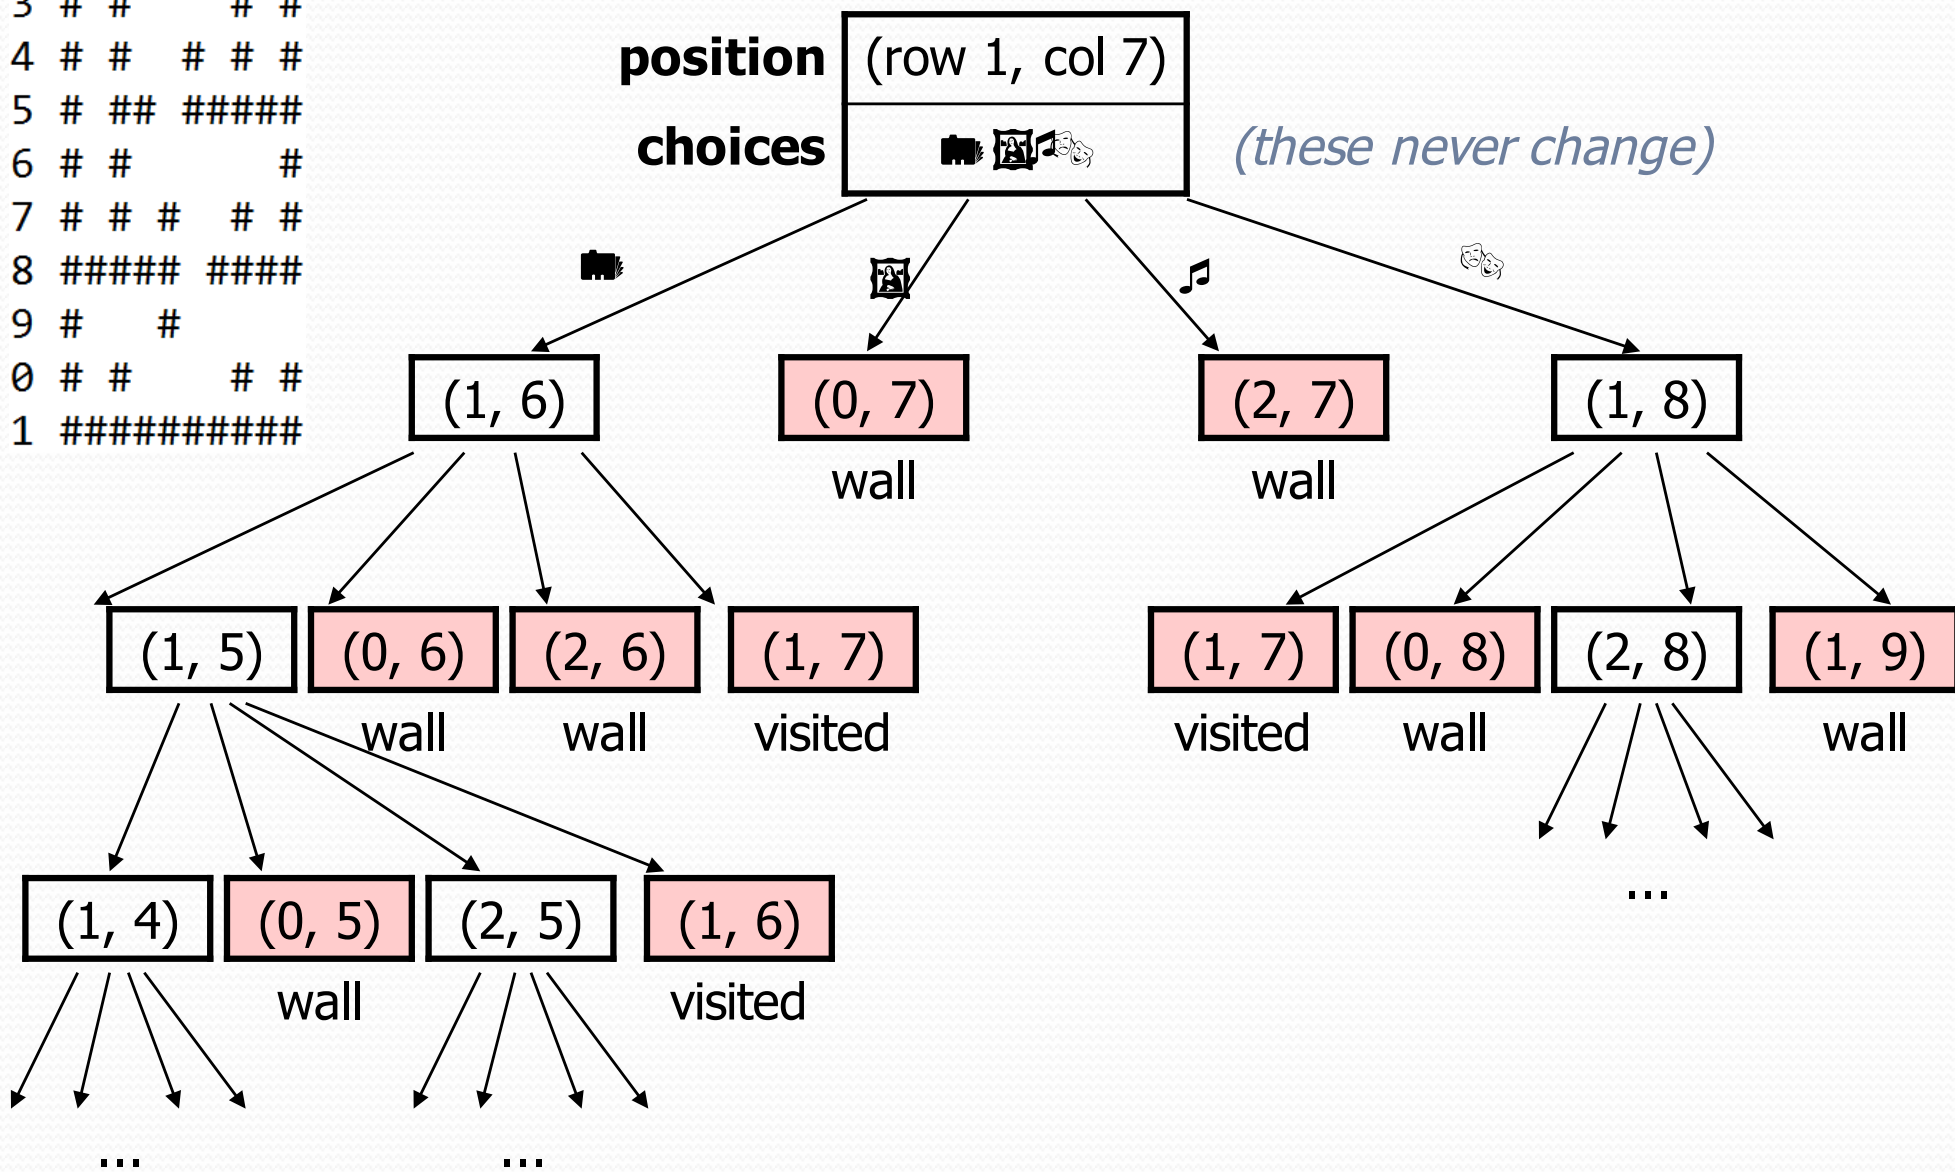 3 # #    # #
4 # #  # # #
5 # ## #####
6 # #      #
7 # # #  # #
8 ##### ####
9 #   #
0 # #    # #
1 ##########
position (row 1, col 7)
choices (these never change)
(1, 6) (0, 7) (2, 7) (1, 8)
wall wall
(1, 5) (0, 6) (2, 6) (1, 7) (1, 7) (0, 8) (2, 8) (1, 9)
wall wall visited visited wall wall
(1, 4) (0, 5) (2, 5) (1, 6) ...
wall visited
... ...